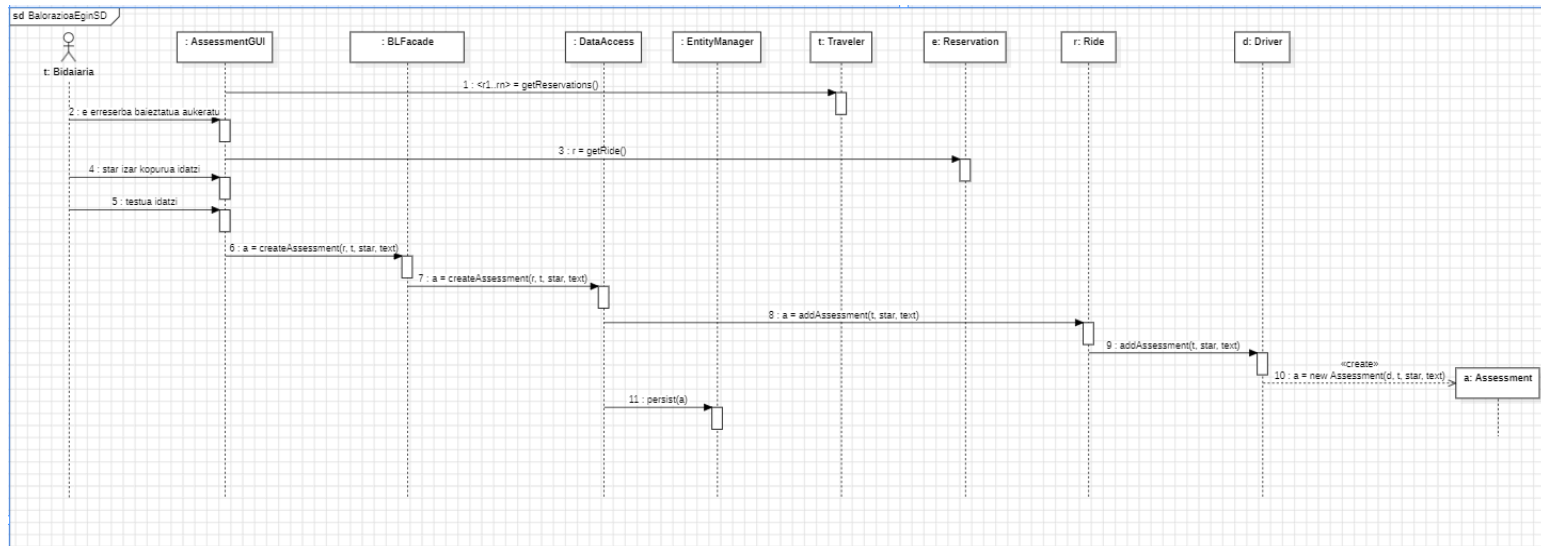 sd BalorazioaEginSD
t: Bidaiaria
: AssessmentGUI
: BLFacade
: DataAccess
: EntityManager
t: Traveler
e: Reservation
r: Ride
d: Driver
1 : <r1..rn> = getReservations()
2 : e erreserba baieztatua aukeratu
3 : r = getRide()
4 : star izar kopurua idatzi
5 : testua idatzi
6 : a = createAssessment(r, t, star, text)
7 : a = createAssessment(r, t, star, text)
8 : a = addAssessment(t, star, text)
9 : addAssessment(t, star, text)
«create»
10 : a = new Assessment(d, t, star, text)
a: Assessment
11 : persist(a)